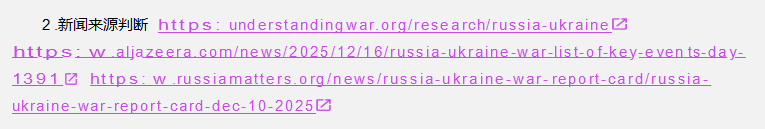 2 .新闻来源判断 https: understandingwar.org/research/russia-ukraine
https: w .aljazeera.com/news/2025/12/16/russia-ukraine-war-list-of-key-events-day-
1391 https: w .russiamatters.org/news/russia-ukraine-war-report-card/russia-
ukraine-war-report-card-dec-10-2025